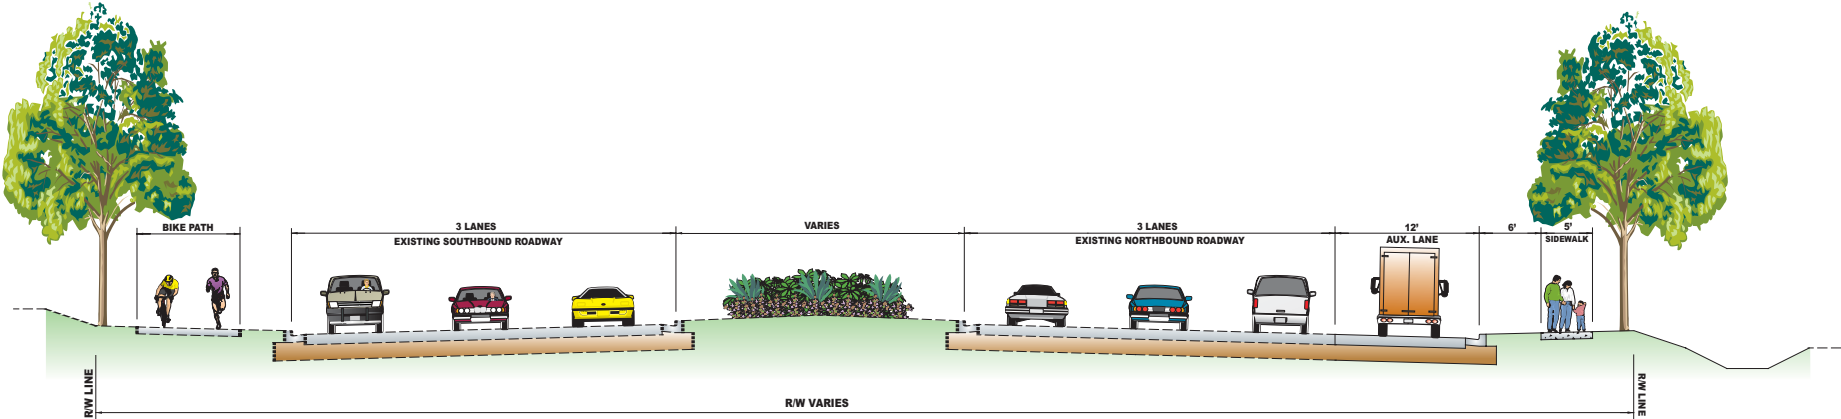 BIKE PATH
3 LANES
EXISTING SOUTHBOUND ROADWAY
VARIES
3 LANES
EXISTING NORTHBOUND ROADWAY
12'
AUX. LANE
6'
5'
SIDEWALK
R/W LINE
R/W VARIES
R/W LINE